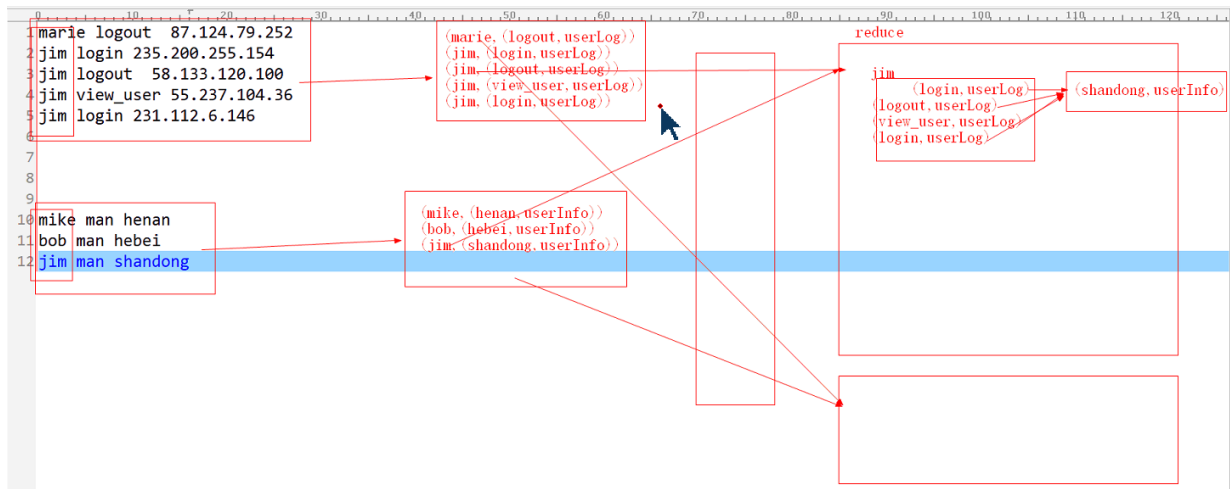 0 10 20 30 40 50 60 70 80 90 100 110 120
1 marie logout 87.124.79.252
2 jim login 235.200.255.154
3 jim logout 58.133.120.100
4 jim view_user 55.237.104.36
5 jim login 231.112.6.146
6
7
8
9
10 mike man henan
11 bob man hebei
12 jim man shandong
(marie,(logout,userLog))
(jim,(login,userLog))
(jim,(logout,userLog))
(jim,(view_user,userLog))
(jim,(login,userLog))
(mike,(henan,userInfo))
(bob,(hebei,userInfo))
(jim,(shandong,userInfo))
reduce
jim
(login,userLog)
(logout,userLog)
(view_user,userLog)
(login,userLog)
(shandong,userInfo)